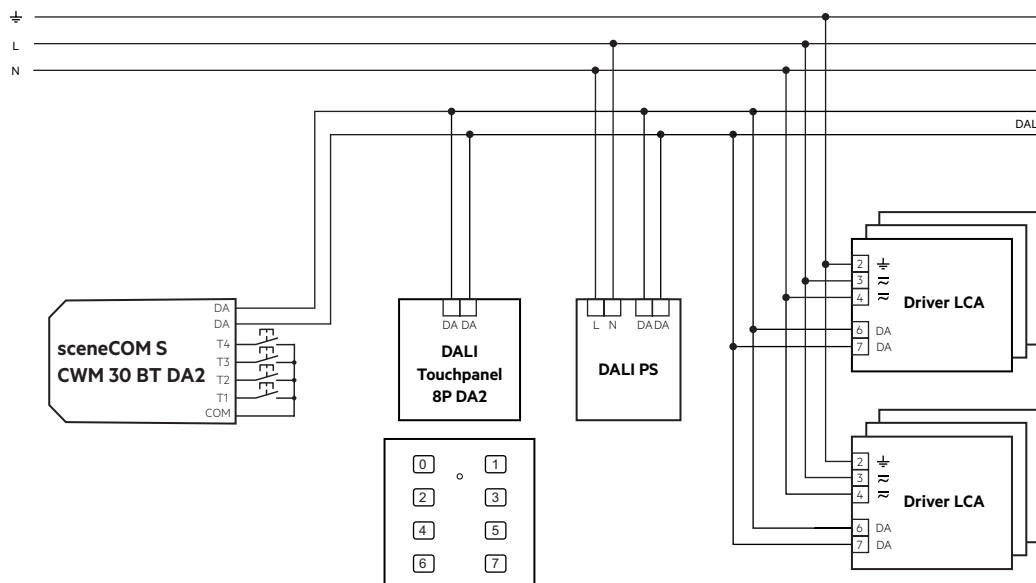 L
N
DAL
sceneCOM S
CWM 30 BT DA2
DA
DA
T4
T3
T2
T1
COM
DA DA
DALI
Touchpanel
8P DA2
L N DA DA
DALI PS
2
3
4
6 DA
7 DA
Driver LCA
0 1
2 3
4 5
6 7
2
3
4
6 DA
7 DA
Driver LCA